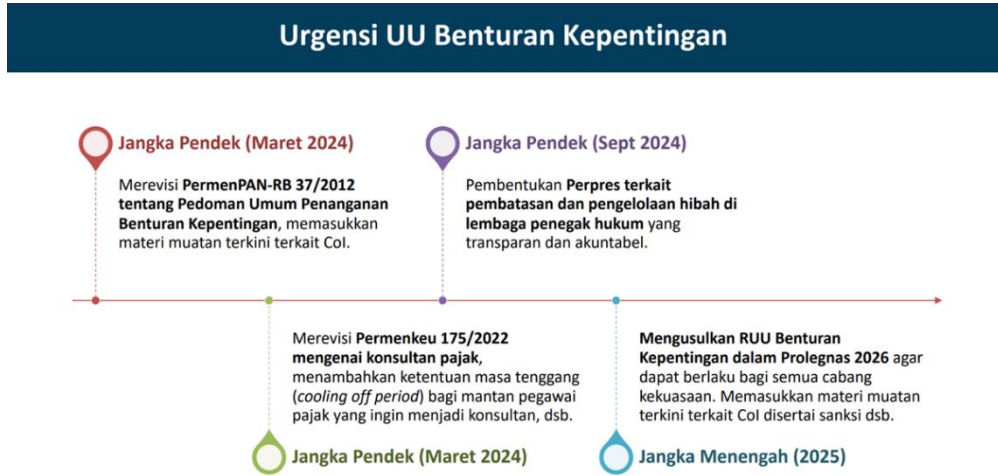 Urgensi UU Benturan Kepentingan
Jangka Pendek (Maret 2024)
Merevisi PermenPAN-RB 37/2012
tentang Pedoman Umum Penanganan
Benturan Kepentingan, memasukkan
materi muatan terkini terkait CoI.
Jangka Pendek (Sept 2024)
Pembentukan Perpres terkait
pembatasan dan pengelolaan hibah di
lembaga penegak hukum yang
transparan dan akuntabel.
Merevisi Permenkeu 175/2022
mengenai konsultan pajak,
menambahkan ketentuan masa tenggang
(cooling off period) bagi mantan pegawai
pajak yang ingin menjadi konsultan, dsb.
Jangka Pendek (Maret 2024)
Mengusulkan RUU Benturan
Kepentingan dalam Prolegnas 2026 agar
dapat berlaku bagi semua cabang
kekuasaan. Memasukkan materi muatan
terkini terkait CoI disertai sanksi dsb.
Jangka Menengah (2025)